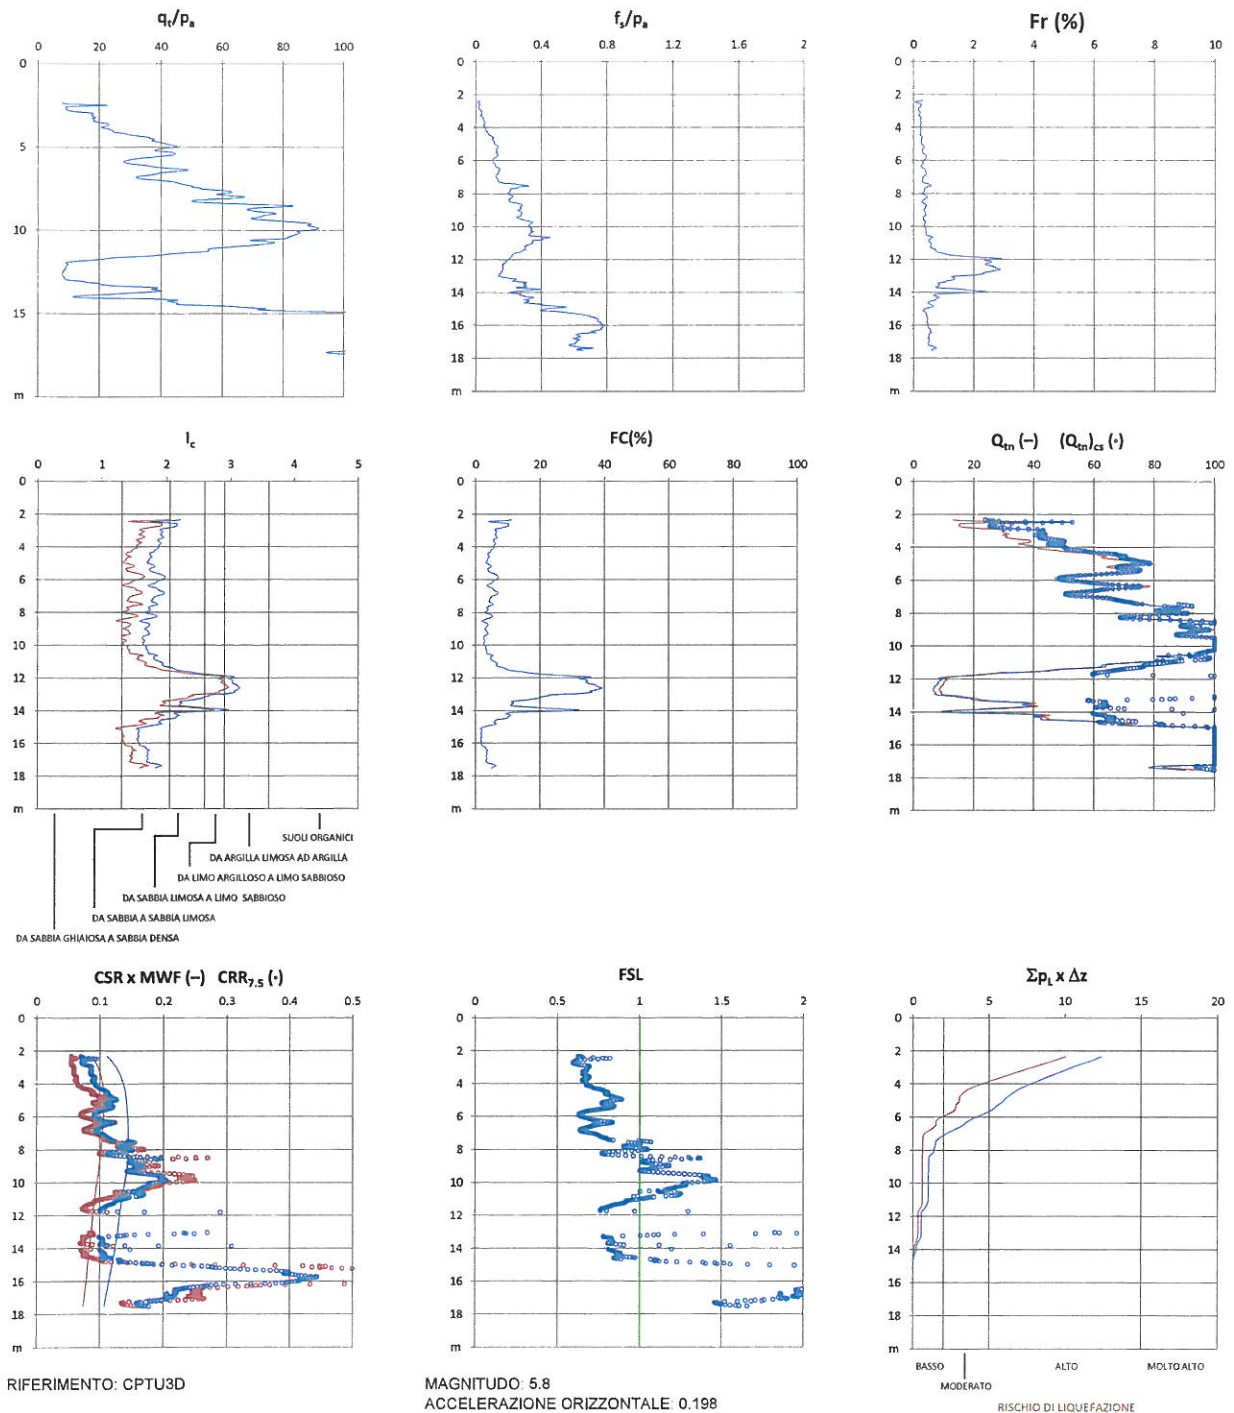 qt/pa
0 20 40 60 80 100
0
5
10
15
m
fs/pa
0 0.4 0.8 1.2 1.6 2
0
2
4
6
8
10
12
14
16
18
m
Fr (%)
0 2 4 6 8 10
0
2
4
6
8
10
12
14
16
18
m
Ic
0 1 2 3 4 5
0
2
4
6
8
10
12
14
16
18
m
SUOLI ORGANICI
DA ARGILLA LIMOSA AD ARGILLA
DA LIMO ARGILLOSO A LIMO SABBIOSO
DA SABBIA LIMOSA A LIMO SABBIOSO
DA SABBIA A SABBIA LIMOSA
DA SABBIA GHIAIOSA A SABBIA DENSA
FC(%)
0 20 40 60 80 100
0
2
4
6
8
10
12
14
16
18
m
Qtn (–) (Qtn)cs (•)
0 20 40 60 80 100
0
2
4
6
8
10
12
14
16
18
m
CSR x MWF (–) CRR7.5 (•)
0 0.1 0.2 0.3 0.4 0.5
0
2
4
6
8
10
12
14
16
18
m
FSL
0 0.5 1 1.5 2
0
2
4
6
8
10
12
14
16
18
m
ΣpL x Δz
0 5 10 15 20
0
2
4
6
8
10
12
14
16
18
m
BASSO ALTO MOLTO ALTO
MODERATO
RISCHIO DI LIQUEFAZIONE
RIFERIMENTO: CPTU3D
MAGNITUDO: 5.8
ACCELERAZIONE ORIZZONTALE: 0.198